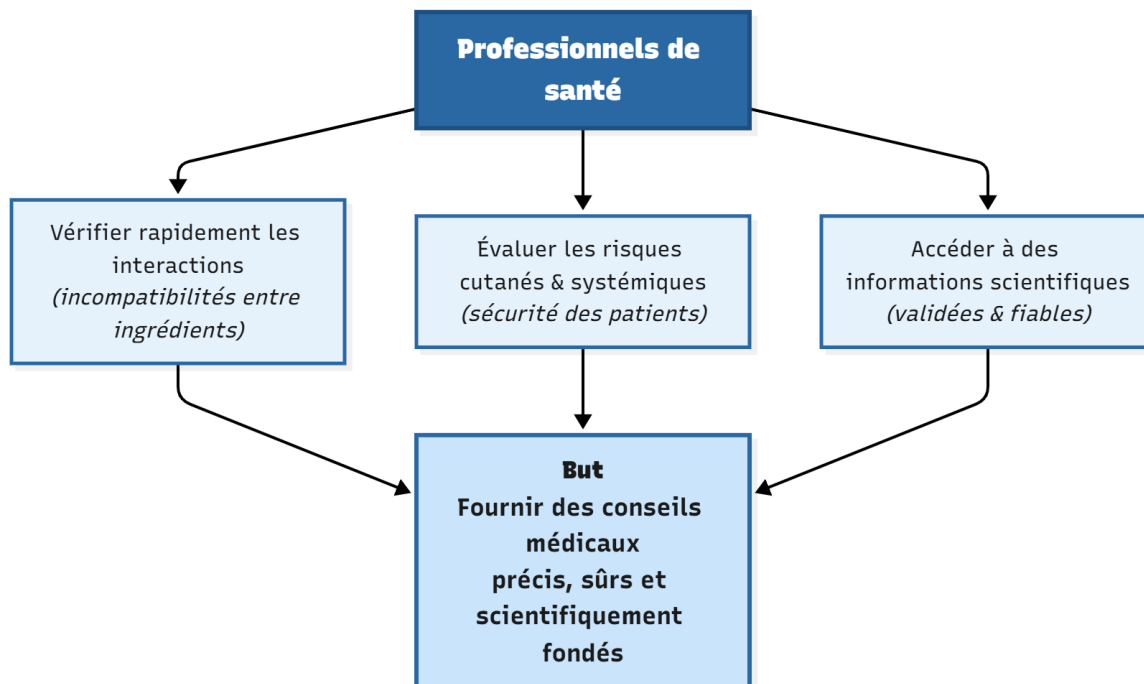 Professionnels de
santé
Vérifier rapidement les
interactions
(incompatibilités entre
ingrédients)
Évaluer les risques
cutanés & systémiques
(sécurité des patients)
Accéder à des
informations scientifiques
(validées & fiables)
But
Fournir des conseils
médicaux
précis, sûrs et
scientifiquement
fondés